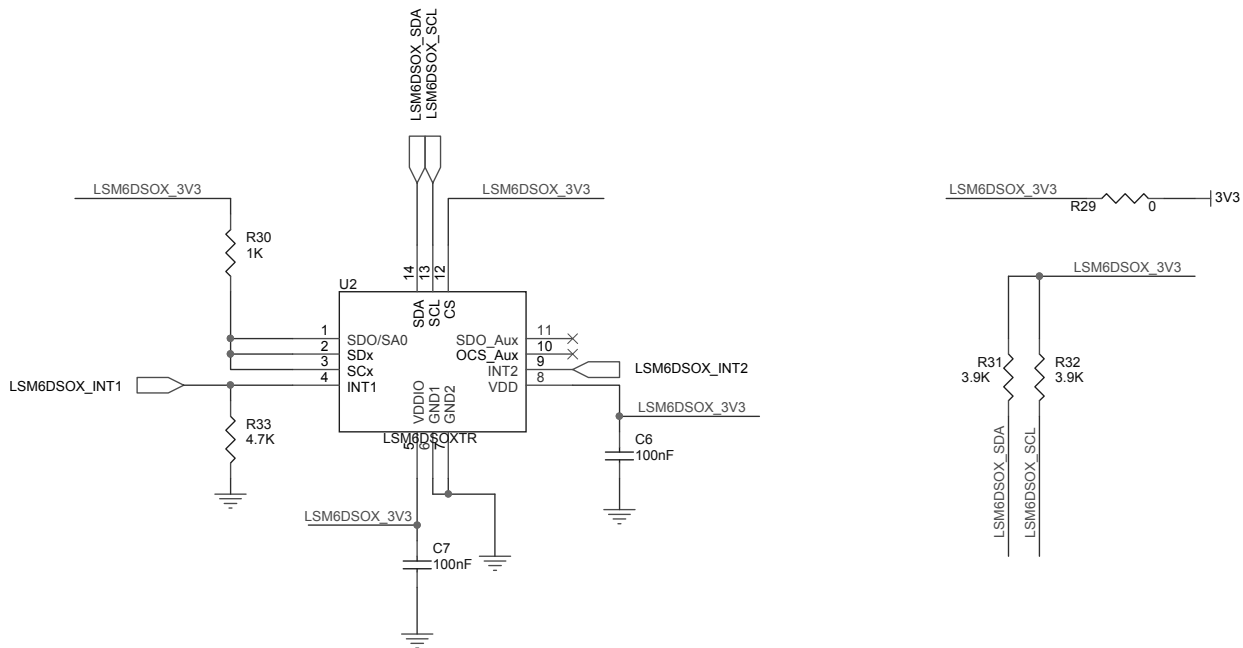 LSM6DSOX_SDA
LSM6DSOX_SCL
LSM6DSOX_3V3
LSM6DSOX_3V3
LSM6DSOX_3V3
R29
0
3V3
R30
1K
14
13
12
U2
SDA
SCL
CS
LSM6DSOX_3V3
1
SDO/SA0
SDO_Aux
11
2
SDx
OCS_Aux
10
3
SCx
INT2
9
LSM6DSOX_INT2
4
INT1
VDD
8
LSM6DSOX_INT1
R31
3.9K
R32
3.9K
VDDIO
GND1
GND2
LSM6DSOX_3V3
R33
4.7K
LSM6DSOXTR
5
6
7
C6
100nF
LSM6DSOX_SDA
LSM6DSOX_SCL
LSM6DSOX_3V3
C7
100nF